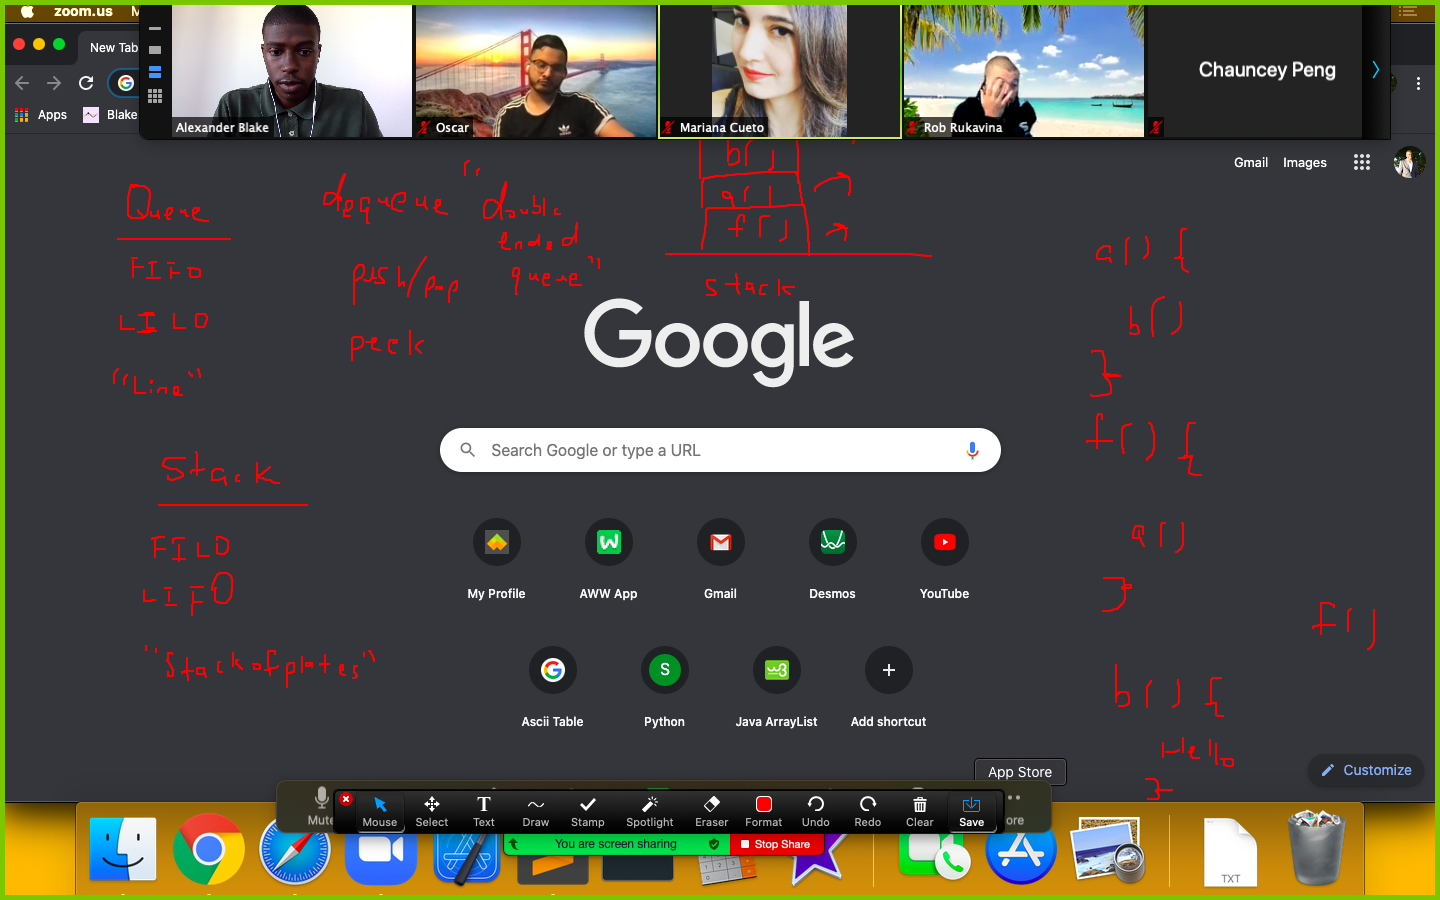 zoom.us
New Tab
Apps
Blake
Alexander Blake
Oscar
Mariana Cueto
Rob Rukavina
Chauncey Peng
Gmail
Images
Queue
FIFO
LILO
"Line"
dequeue
"double
ended
queue"
push/pop
peek
b()
a()
f()
stack
a() {
b()
}
f() {
a()
}
f()
b() {
Hello
}
Stack
FILO
LIFO
"Stack of plates"
Google
Search Google or type a URL
My Profile
AWW App
Gmail
Desmos
YouTube
S
Ascii Table
Python
Java ArrayList
Add shortcut
App Store
Customize
Mute
Mouse
Select
Text
Draw
Stamp
Spotlight
Eraser
Format
Undo
Redo
Clear
Save
You are screen sharing
Stop Share
TXT